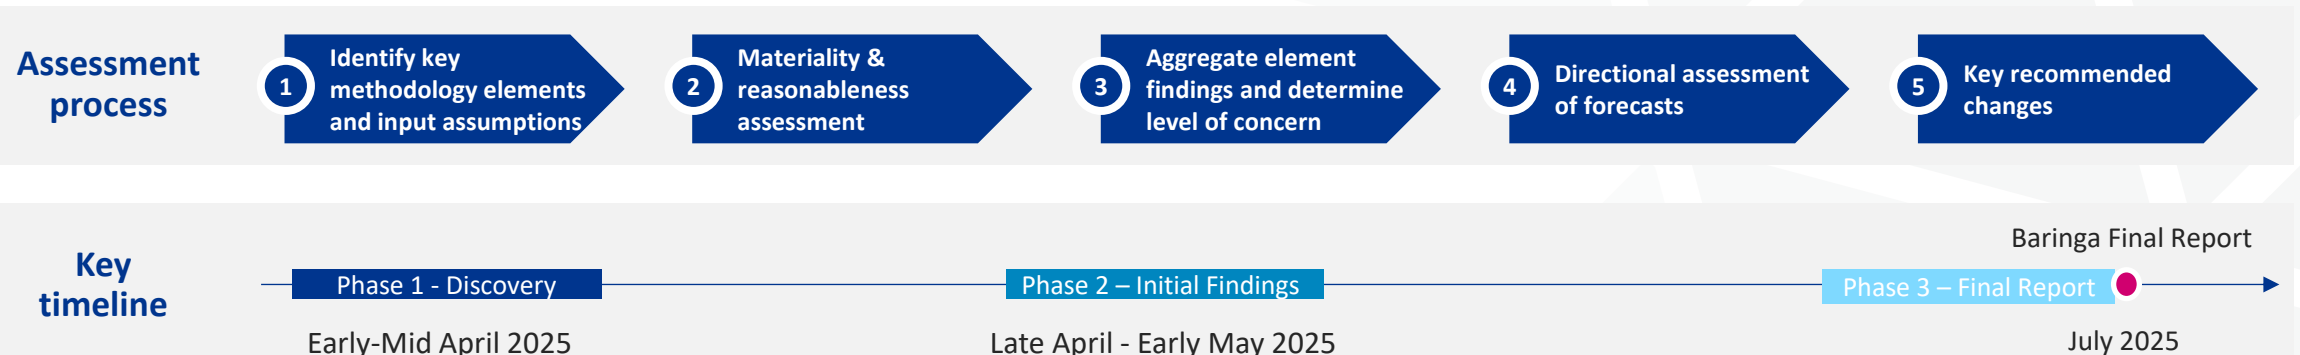 Assessment
process
1
Identify key
methodology elements
and input assumptions
2
Materiality &
reasonableness
assessment
3
Aggregate element
findings and determine
level of concern
4
Directional assessment
of forecasts
5
Key recommended
changes
Key
timeline
Baringa Final Report
Phase 1 - Discovery
Phase 2 – Initial Findings
Phase 3 – Final Report
Early-Mid April 2025
Late April - Early May 2025
July 2025